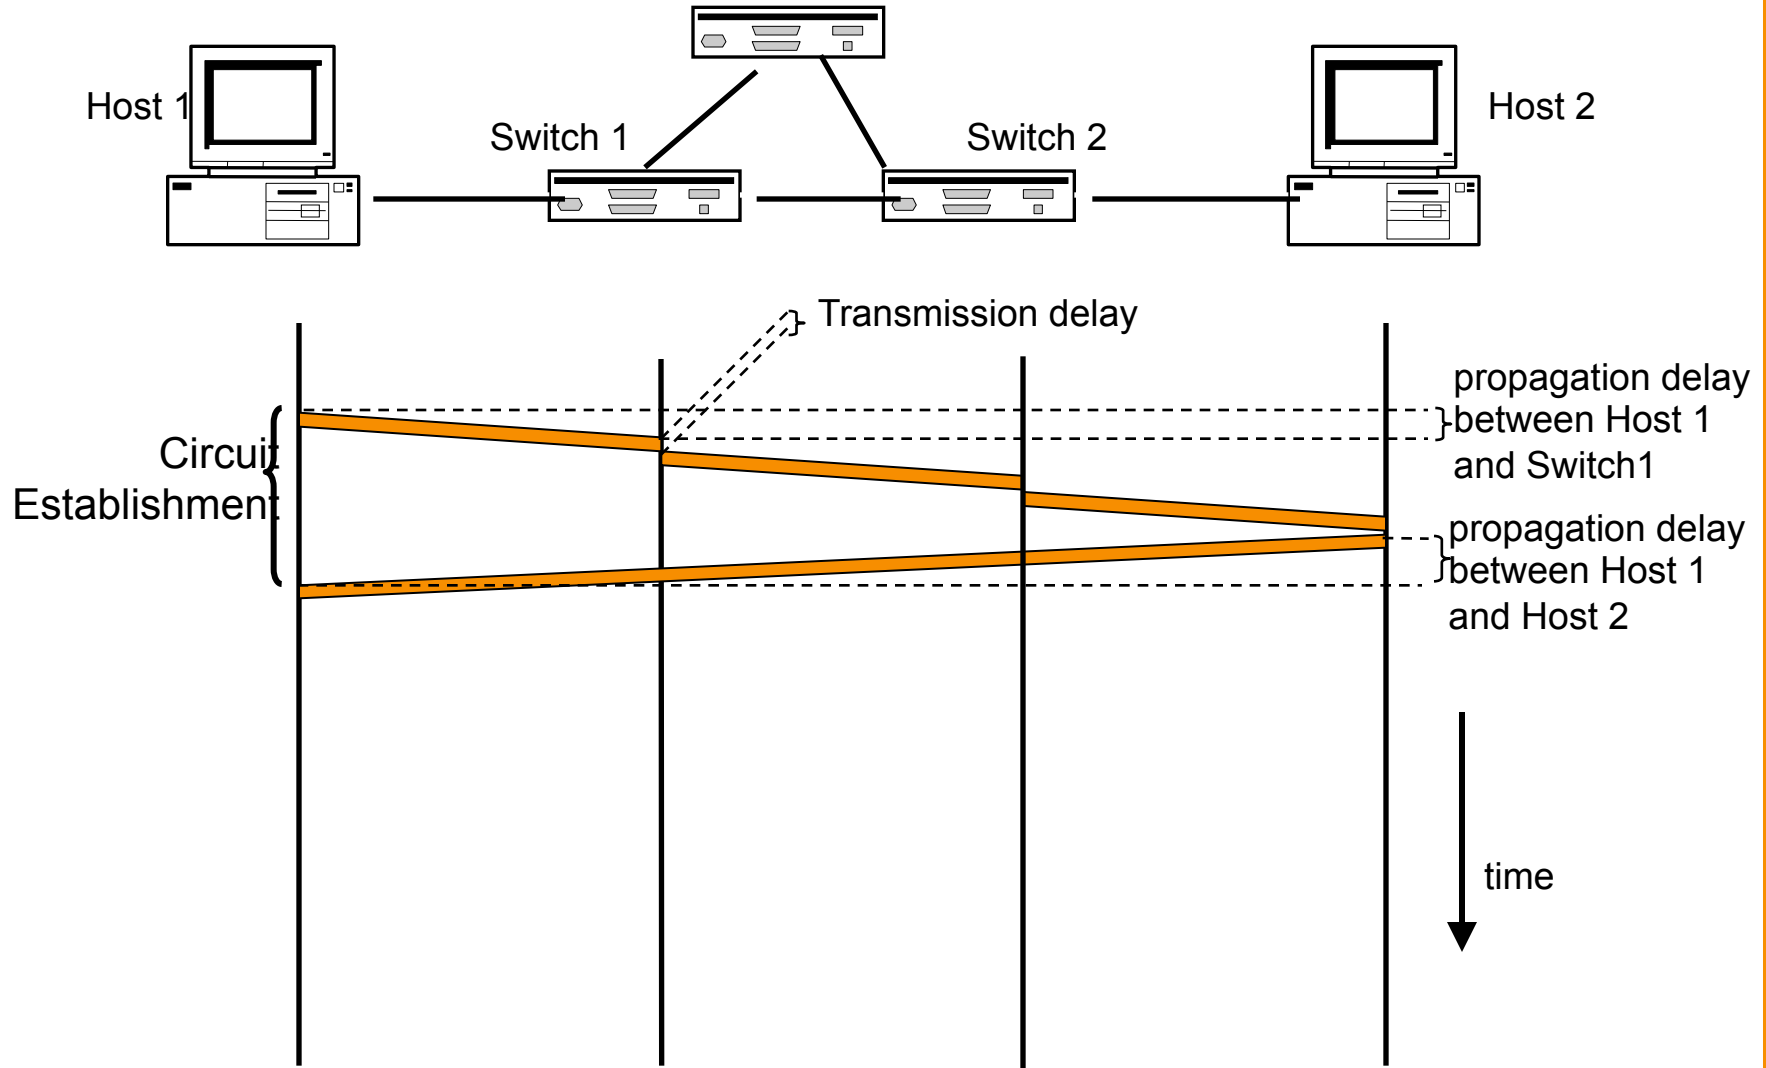 Host 1
Switch 1
Switch 2
Host 2
Transmission delay
propagation delay
between Host 1
and Switch1
Circuit
Establishment
propagation delay
between Host 1
and Host 2
time